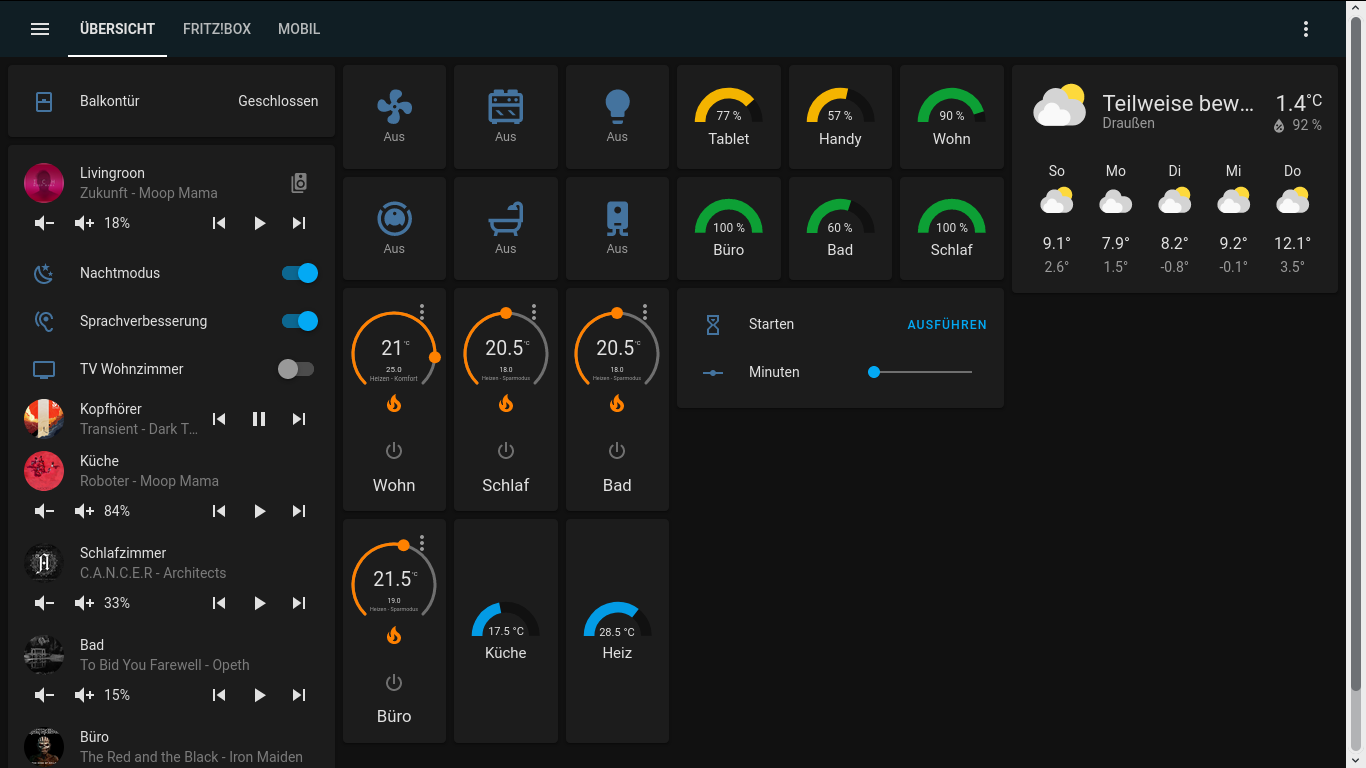 ÜBERSICHT FRITZ!BOX MOBIL
Balkontür Geschlossen
Livingroon
Zukunft - Moop Mama
18%
Nachtmodus
Sprachverbesserung
TV Wohnzimmer
Kopfhörer
Transient - Dark T...
Küche
Roboter - Moop Mama
84%
Schlafzimmer
C.A.N.C.E.R - Architects
33%
Bad
To Bid You Farewell - Opeth
15%
Büro
The Red and the Black - Iron Maiden
Aus Aus Aus
Aus Aus Aus
21 °C
25.0
Heizen - Komfort
Wohn
20.5 °C
18.0
Heizen - Sparmodus
Schlaf
20.5 °C
18.0
Heizen - Sparmodus
Bad
21.5 °C
19.0
Heizen - Sparmodus
Büro
17.5 °C
Küche
28.5 °C
Heiz
77 %
Tablet
57 %
Handy
90 %
Wohn
100 %
Büro
60 %
Bad
100 %
Schlaf
Starten AUSFÜHREN
Minuten
Teilweise bew... 1.4°C
Draußen 92 %
So Mo Di Mi Do
9.1° 7.9° 8.2° 9.2° 12.1°
2.6° 1.5° -0.8° -0.1° 3.5°